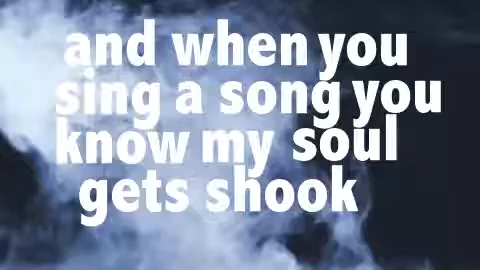 and when you
sing a song you
know my soul
gets shook